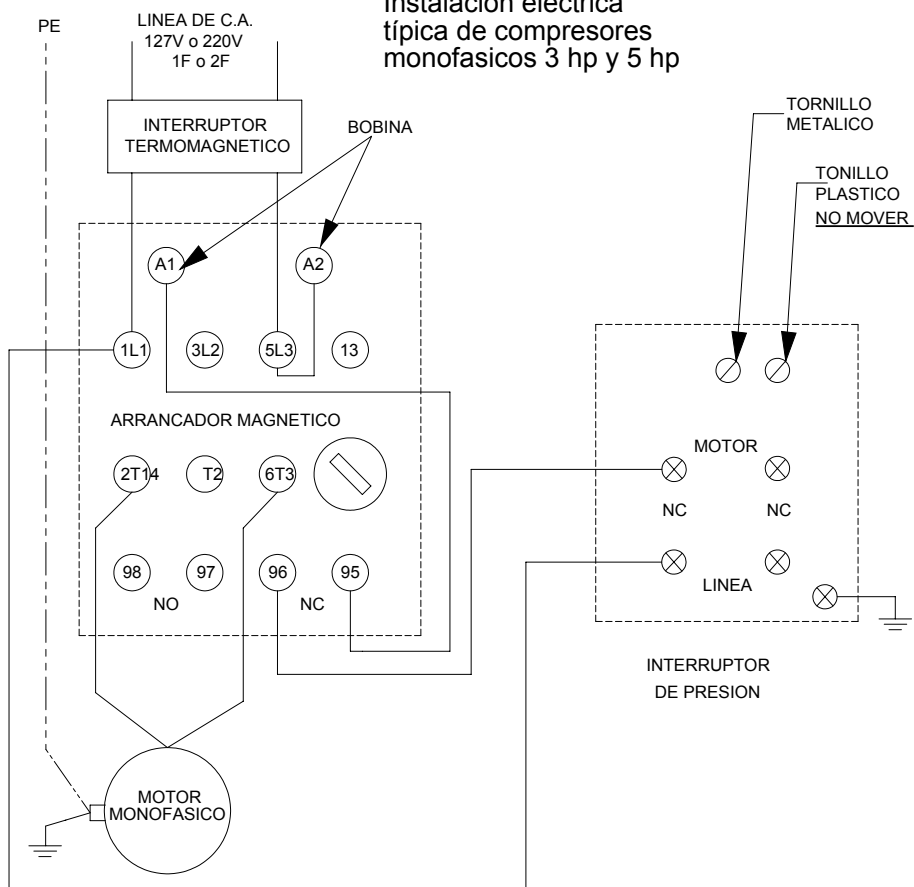 Instalación eléctrica
típica de compresores
monofasicos 3 hp y 5 hp
PE
LINEA DE C.A.
127V o 220V
1F o 2F
INTERRUPTOR
TERMOMAGNETICO
BOBINA
TORNILLO
METALICO
TONILLO
PLASTICO
NO MOVER
A1
A2
1L1
3L2
5L3
13
ARRANCADOR MAGNETICO
MOTOR
2T14
T2
6T3
NC
NC
98
97
96
95
NO
NC
LINEA
INTERRUPTOR
DE PRESION
MOTOR
MONOFASICO